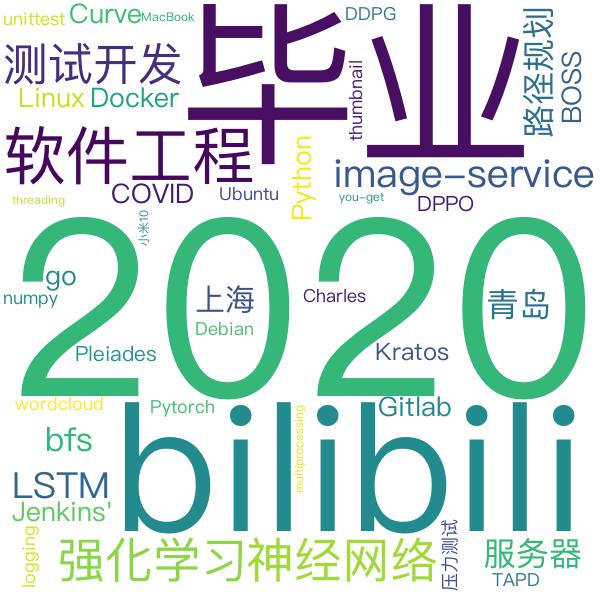 unittest
Curve
MacBook
DDPG
测试开发
毕业
路径规划
BOSS
thumbnail
Linux
Docker
软件工程
Python
image-service
COVID
Ubuntu
you-get
DPPO
threading
小米10
2020
go
numpy
上海
Charles
青岛
Debian
Pleiades
Kratos
wordcloud
Pytorch
Gitlab
bilibili
bfs
multiprocessing
LSTM
Jenkins'
logging
强化学习神经网络
压力测试
服务器
TAPD